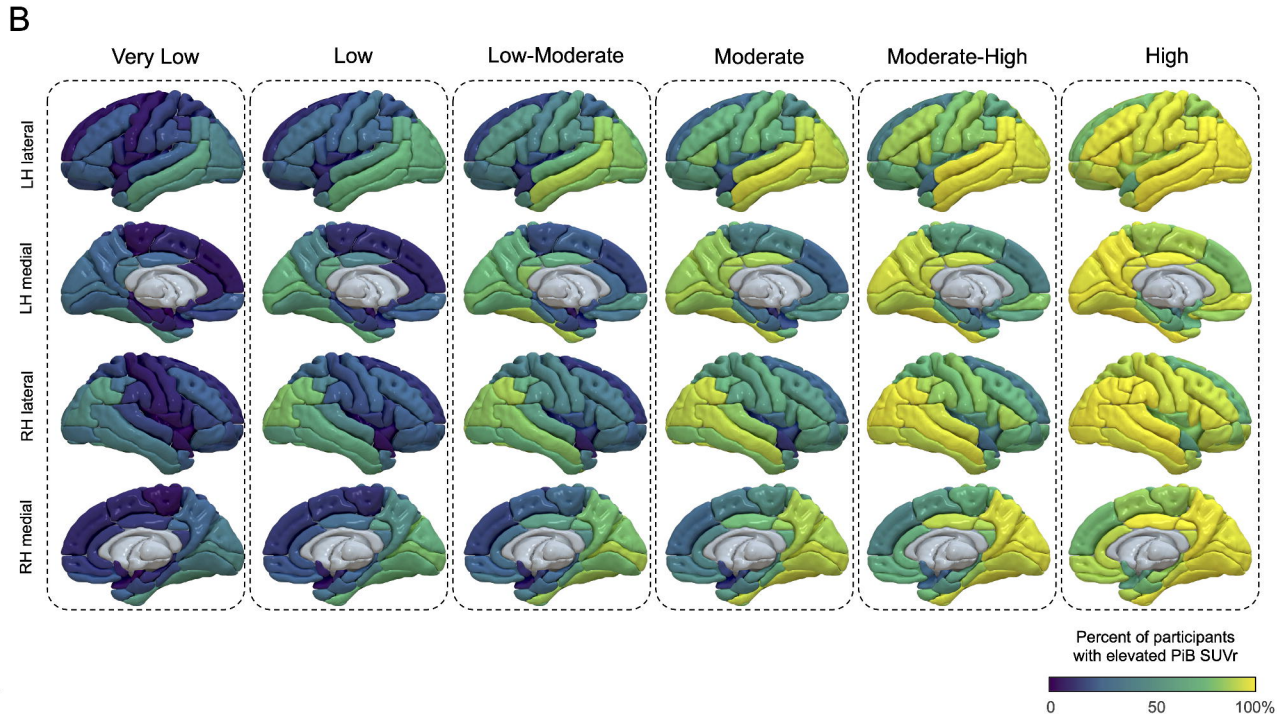 B
Very Low
Low
Low-Moderate
Moderate
Moderate-High
High
LH lateral
LH medial
RH lateral
RH medial
Percent of participants
with elevated PiB SUVr
0
50
100%